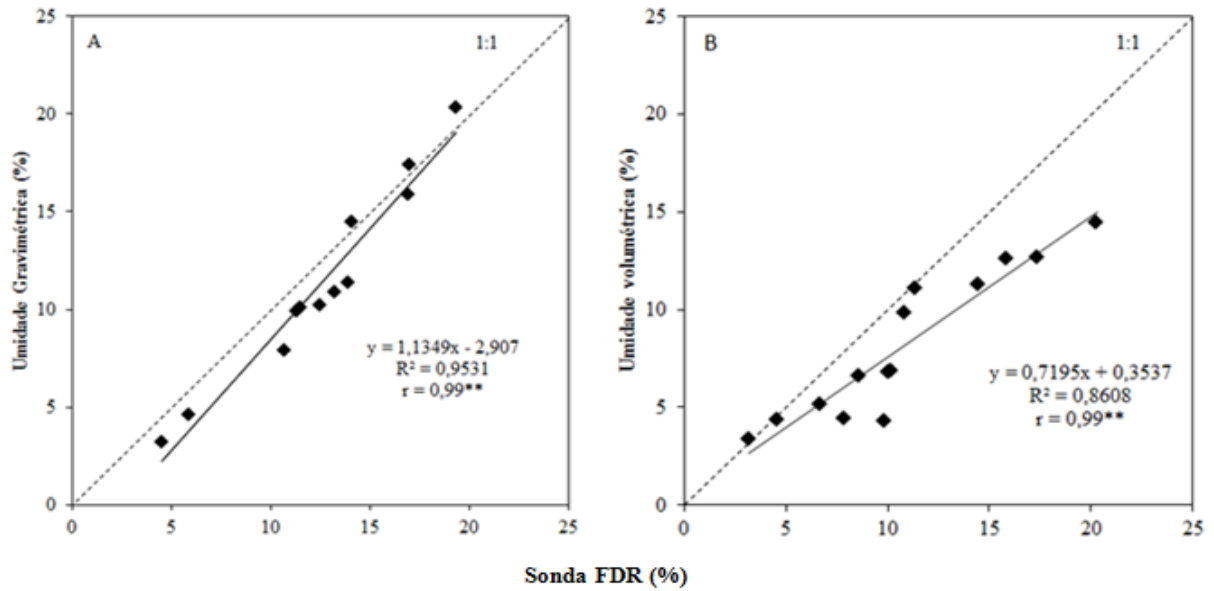 A
1:1
Umidade Gravimétrica (%)
25
20
15
10
5
0
y = 1,1349x - 2,907
R² = 0,9531
r = 0,99**
0 5 10 15 20 25
B
1:1
Umidade volumétrica (%)
25
20
15
10
5
0
y = 0,7195x + 0,3537
R² = 0,8608
r = 0,99**
0 5 10 15 20 25
Sonda FDR (%)